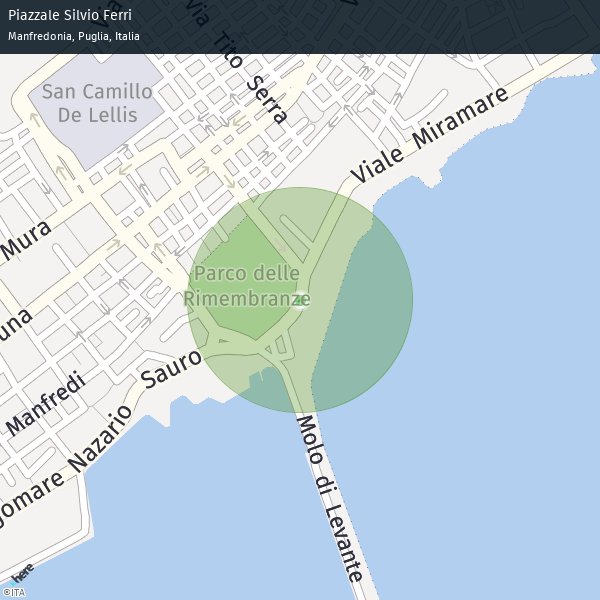 Piazzale Silvio Ferri
Manfredonia, Puglia, Italia
Via Tito Serra
San Camillo
De Lellis
Viale Miramare
Mura
Parco delle
Rimembranze
una
Sauro
Manfredi
gomare Nazario
Molo di Levante
here
©ITA